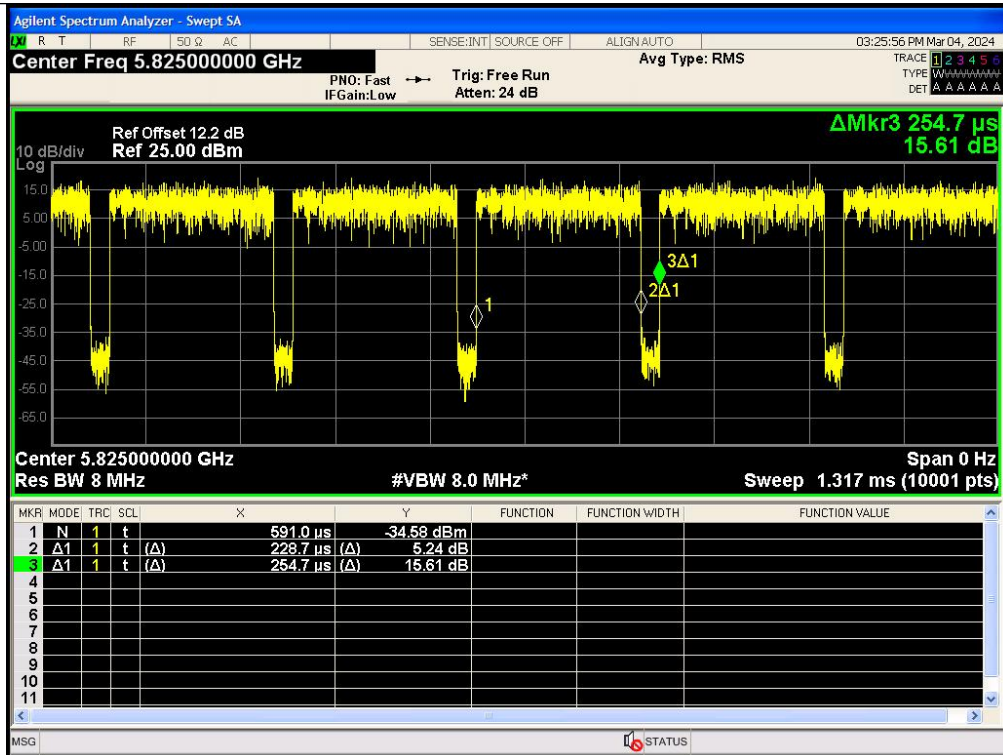 Agilent Spectrum Analyzer - Swept SA
LXI R T RF 50 Ω AC SENSE:INT SOURCE OFF ALIGN AUTO 03:25:56 PM Mar 04, 2024
Center Freq 5.825000000 GHz
Avg Type: RMS
TRACE 1 2 3 4 5 6
PNO: Fast Trig: Free Run
TYPE W
IFGain:Low Atten: 24 dB
DET A A A A A A
ΔMkr3 254.7 µs
15.61 dB
Ref Offset 12.2 dB
10 dB/div Ref 25.00 dBm
Log
15.0
5.00
-5.00
-15.0
-25.0
-35.0
-45.0
-55.0
-65.0
3Δ1
2Δ1
1
Center 5.825000000 GHz Span 0 Hz
Res BW 8 MHz #VBW 8.0 MHz* Sweep 1.317 ms (10001 pts)
MKR MODE TRC SCL X Y FUNCTION FUNCTION WIDTH FUNCTION VALUE
1 N 1 t 591.0 µs -34.58 dBm
2 Δ1 1 t (Δ) 228.7 µs (Δ) 5.24 dB
3 Δ1 1 t (Δ) 254.7 µs (Δ) 15.61 dB
4
5
6
7
8
9
10
11
MSG STATUS